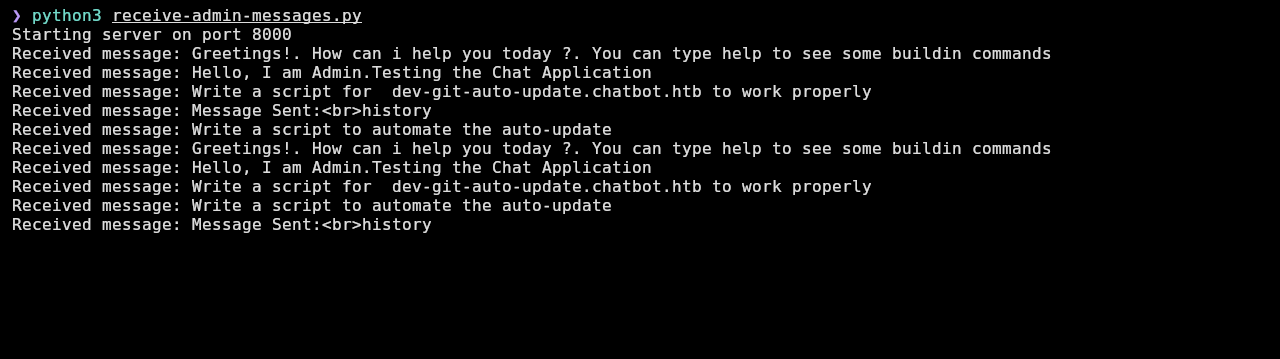 ❯ python3 receive-admin-messages.py
Starting server on port 8000
Received message: Greetings!. How can i help you today ?. You can type help to see some buildin commands
Received message: Hello, I am Admin.Testing the Chat Application
Received message: Write a script for  dev-git-auto-update.chatbot.htb to work properly
Received message: Message Sent:<br>history
Received message: Write a script to automate the auto-update
Received message: Greetings!. How can i help you today ?. You can type help to see some buildin commands
Received message: Hello, I am Admin.Testing the Chat Application
Received message: Write a script for  dev-git-auto-update.chatbot.htb to work properly
Received message: Write a script to automate the auto-update
Received message: Message Sent:<br>history